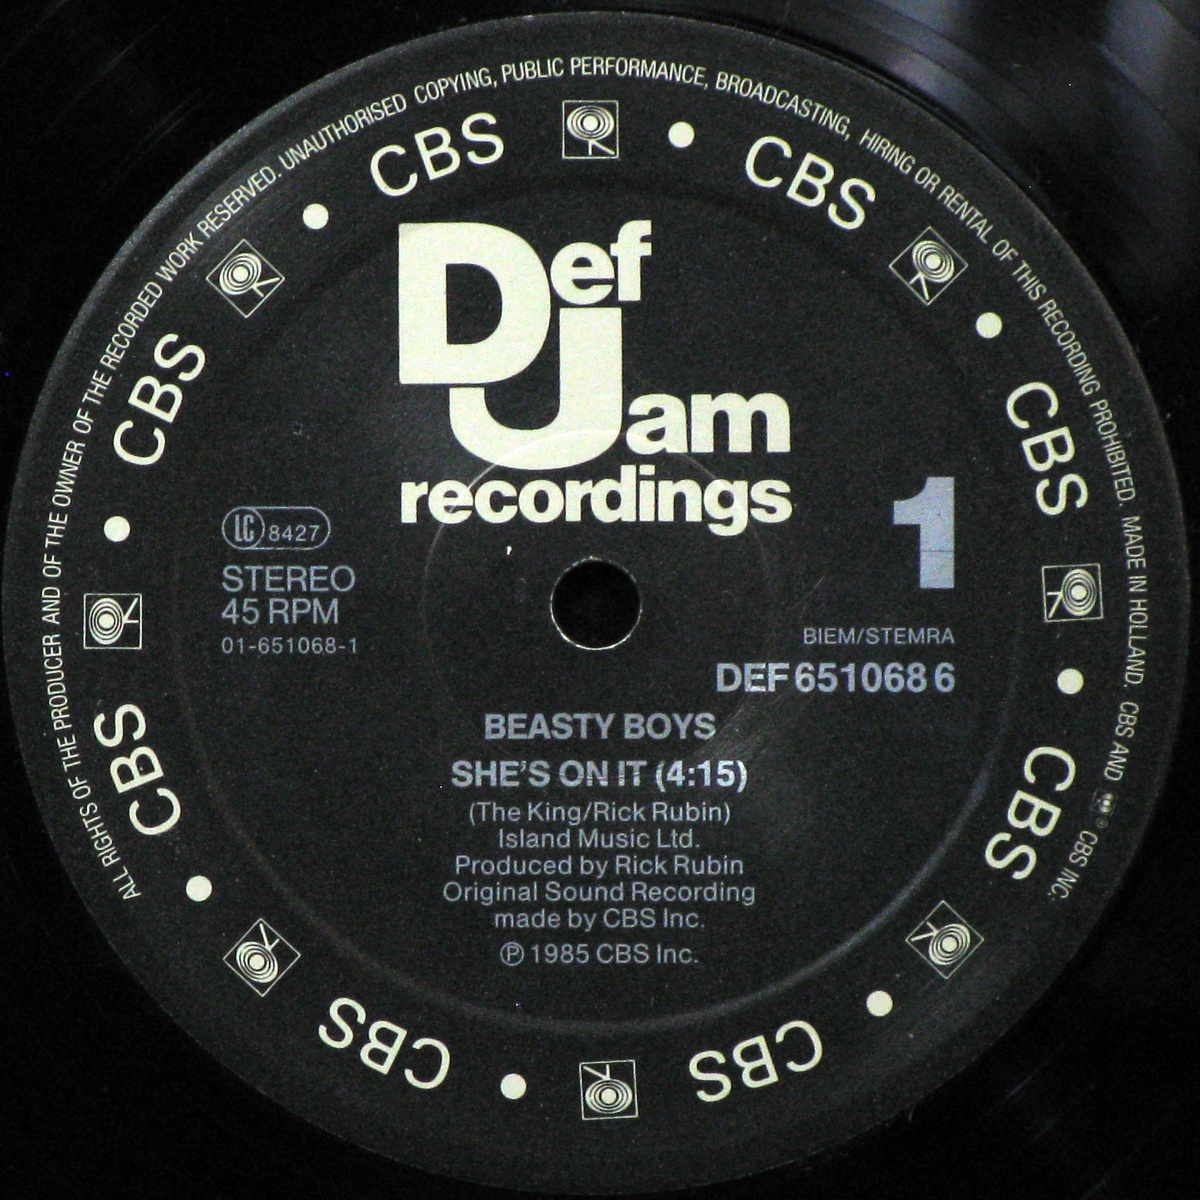 ALL RIGHTS OF THE PRODUCER AND OF THE OWNER OF THE RECORDED WORK RESERVED. UNAUTHORISED COPYING, PUBLIC PERFORMANCE, BROADCASTING, HIRING OR RENTAL OF THIS RECORDING PROHIBITED. MADE IN HOLLAND. CBS AND CBS INC.
CBS • CBS • CBS • CBS • CBS • CBS • CBS • CBS •
Def
Jam
recordings
1
LC 8427
STEREO
45 RPM
01-651068-1
BIEM/STEMRA
DEF 651068 6
BEASTY BOYS
SHE'S ON IT (4:15)
(The King/Rick Rubin)
Island Music Ltd.
Produced by Rick Rubin
Original Sound Recording
made by CBS Inc.
℗ 1985 CBS Inc.